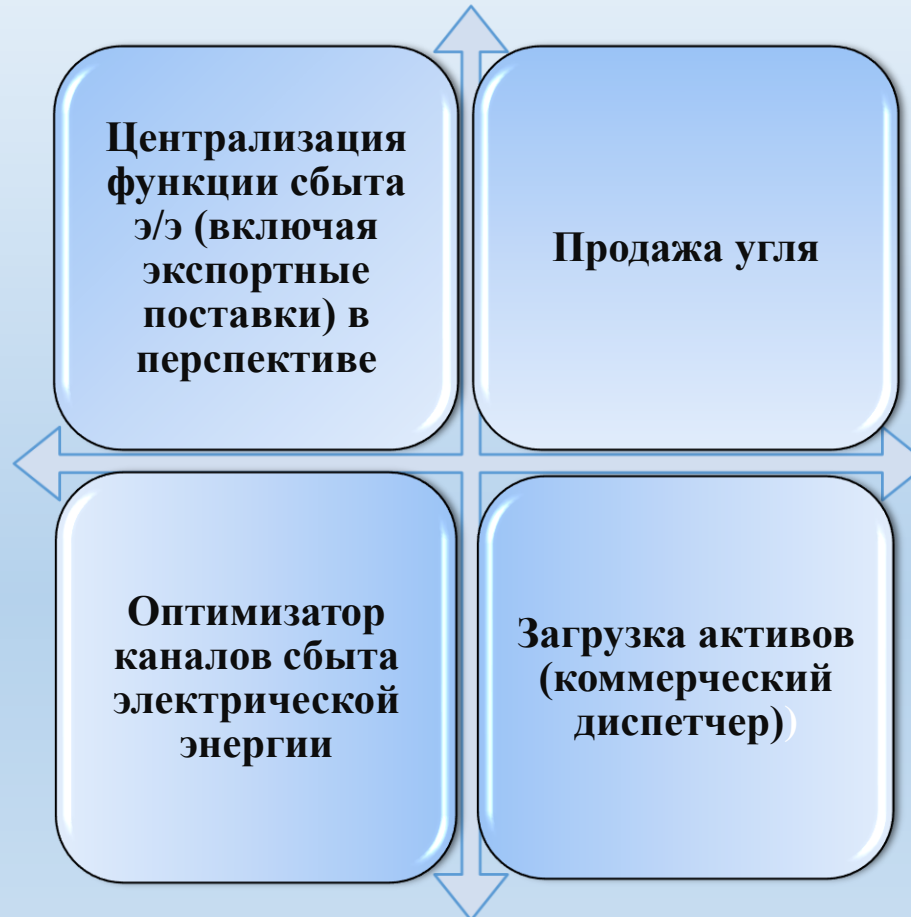 Централизация
функции сбыта
э/э (включая
экспортные
поставки) в
перспективе
Продажа угля
Оптимизатор
каналов сбыта
электрической
энергии
Загрузка активов
(коммерческий
диспетчер))